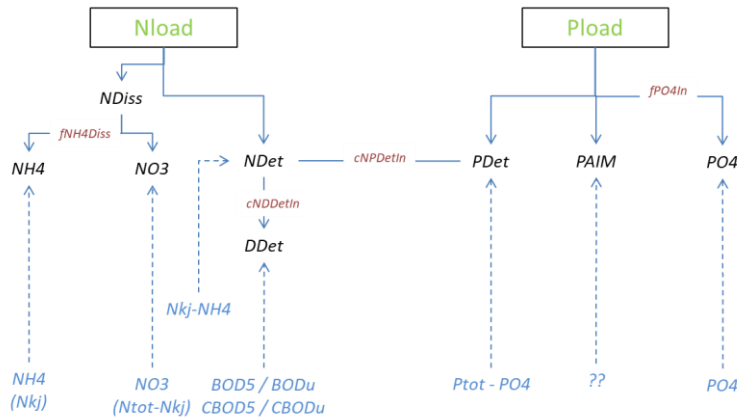 Nload
Pload
NDiss
fPO4In
fNH4Diss
NH4
NO3
NDet
cNPDetIn
PDet
PAIM
PO4
cNDDetIn
DDet
Nkj-NH4
NH4
(Nkj)
NO3
(Ntot-Nkj)
BOD5 / BODu
CBOD5 / CBODu
Ptot - PO4
??
PO4